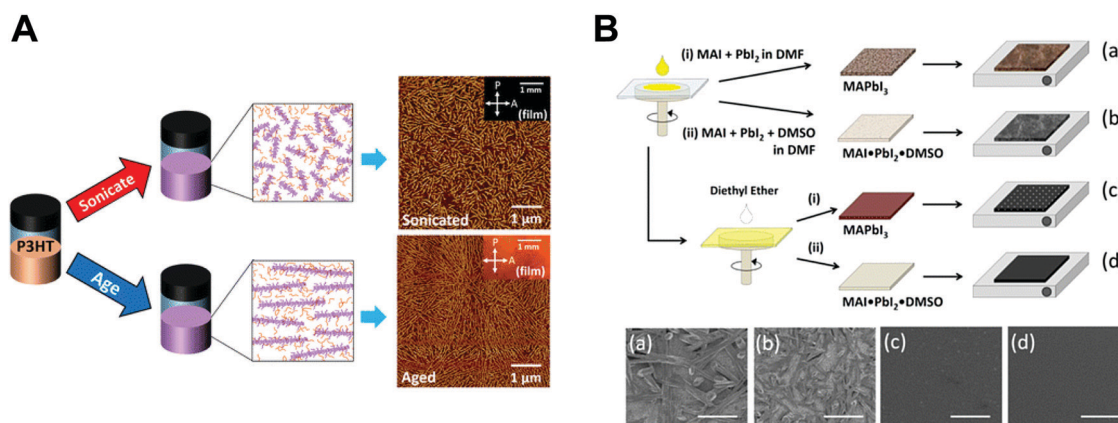 A
P3HT
Sonicate
Age
P
A
1 mm
(film)
Sonicated
1 µm
P
A
1 mm
(film)
Aged
1 µm
B
(i) MAI + PbI₂ in DMF
MAPbI₃
(a)
(ii) MAI + PbI₂ + DMSO
in DMF
MAI•PbI₂•DMSO
(b)
Diethyl Ether
(i)
MAPbI₃
(c)
(ii)
MAI•PbI₂•DMSO
(d)
(a)
(b)
(c)
(d)